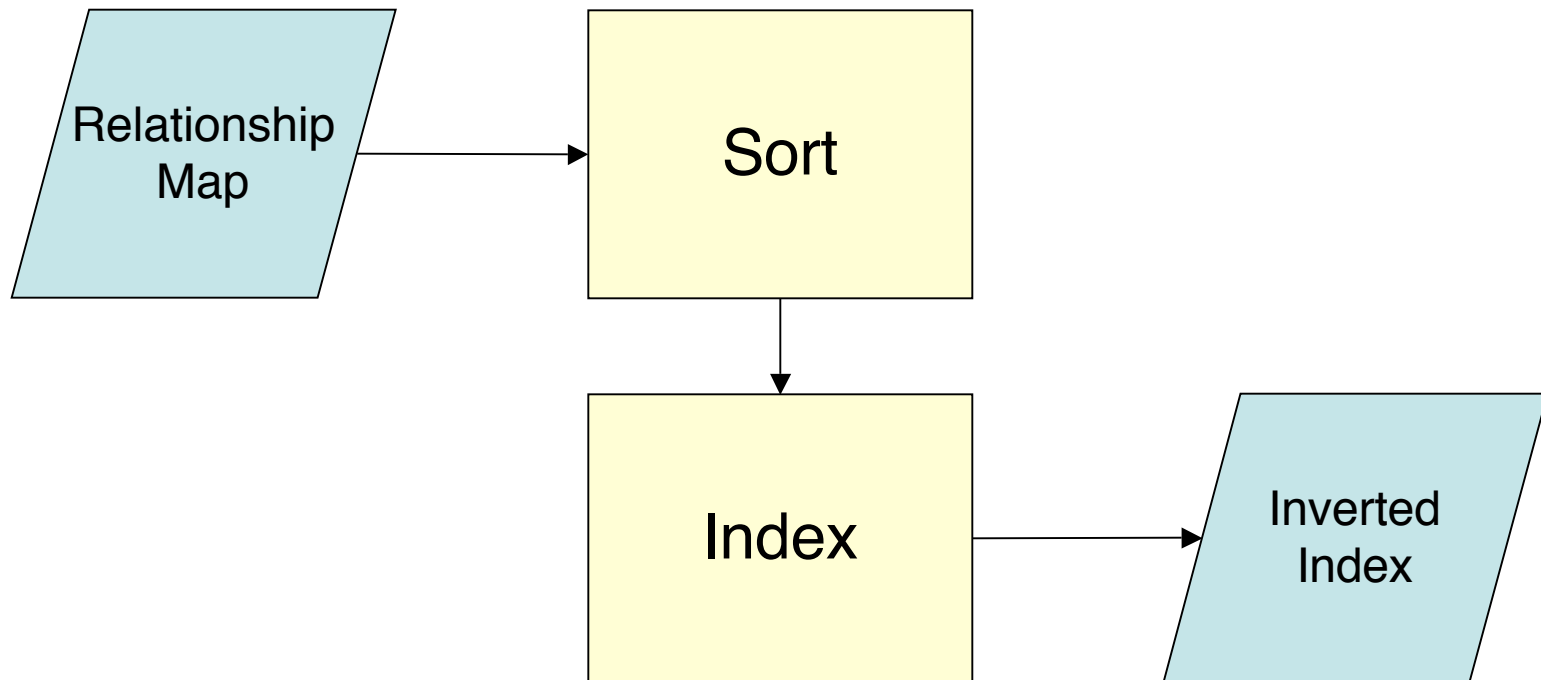 Relationship
Map
Sort
Index
Inverted
Index